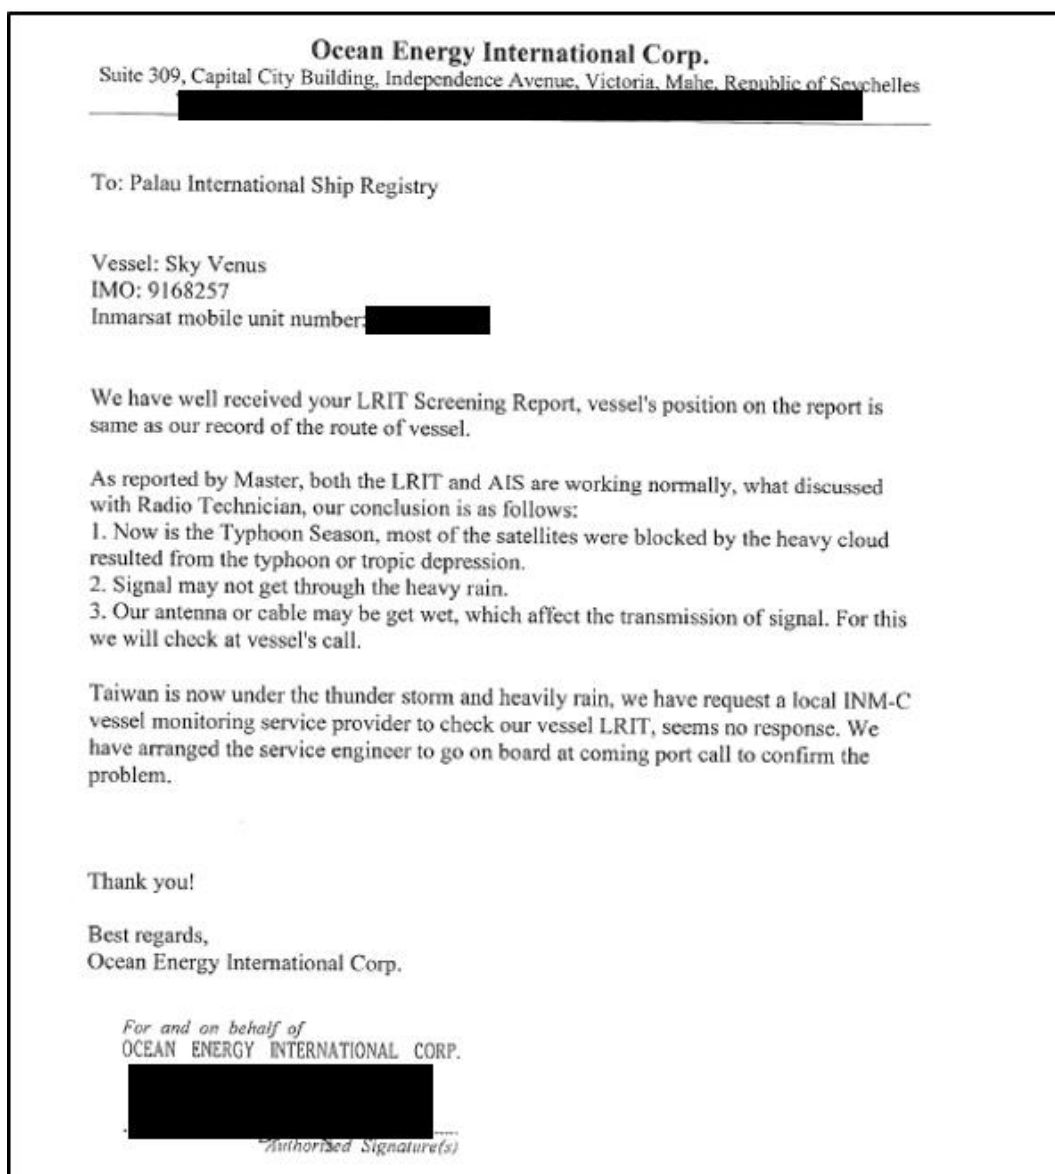 Ocean Energy International Corp.
Suite 309, Capital City Building, Independence Avenue, Victoria, Mahe, Republic of Seychelles
To: Palau International Ship Registry
Vessel: Sky Venus
IMO: 9168257
Inmarsat mobile unit number:
We have well received your LRIT Screening Report, vessel's position on the report is
same as our record of the route of vessel.
As reported by Master, both the LRIT and AIS are working normally, what discussed
with Radio Technician, our conclusion is as follows:
1. Now is the Typhoon Season, most of the satellites were blocked by the heavy cloud
resulted from the typhoon or tropic depression.
2. Signal may not get through the heavy rain.
3. Our antenna or cable may be get wet, which affect the transmission of signal. For this
we will check at vessel's call.
Taiwan is now under the thunder storm and heavily rain, we have request a local INM-C
vessel monitoring service provider to check our vessel LRIT, seems no response. We
have arranged the service engineer to go on board at coming port call to confirm the
problem.
Thank you!
Best regards,
Ocean Energy International Corp.
For and on behalf of
OCEAN ENERGY INTERNATIONAL CORP.
Authorized Signature(s)